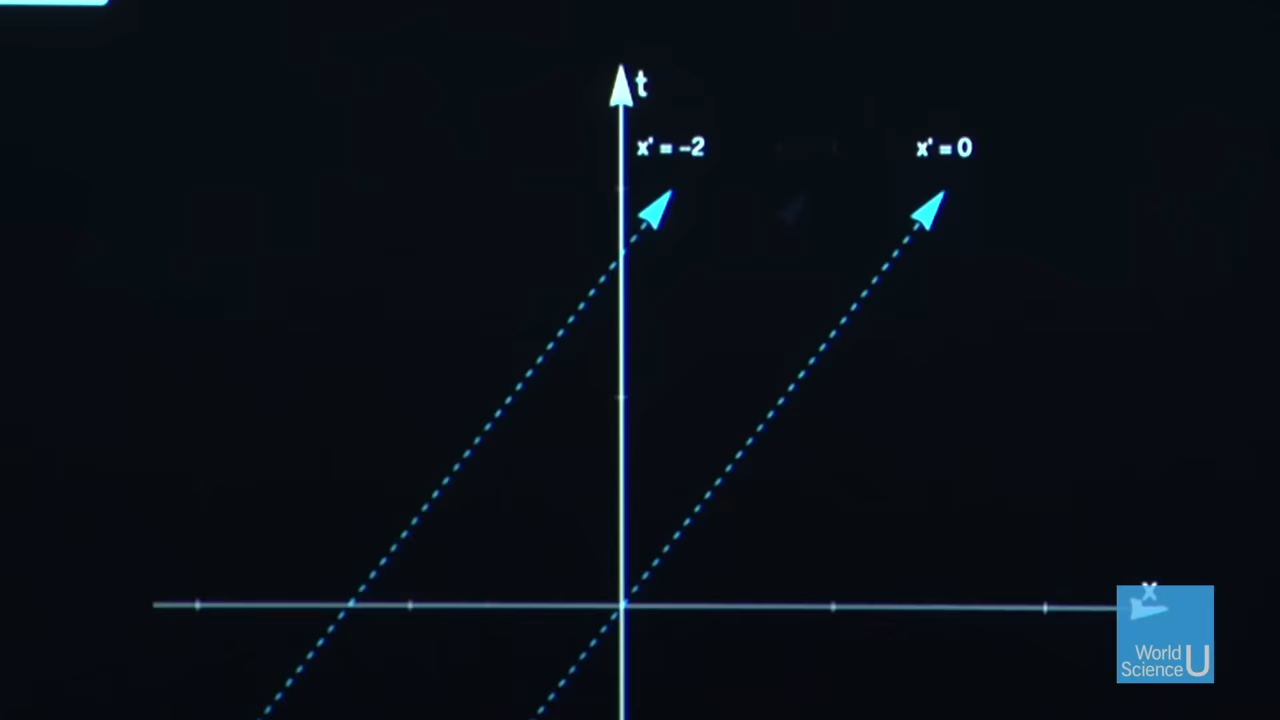 t
x' = -2
x' = 0
x
World
Science U